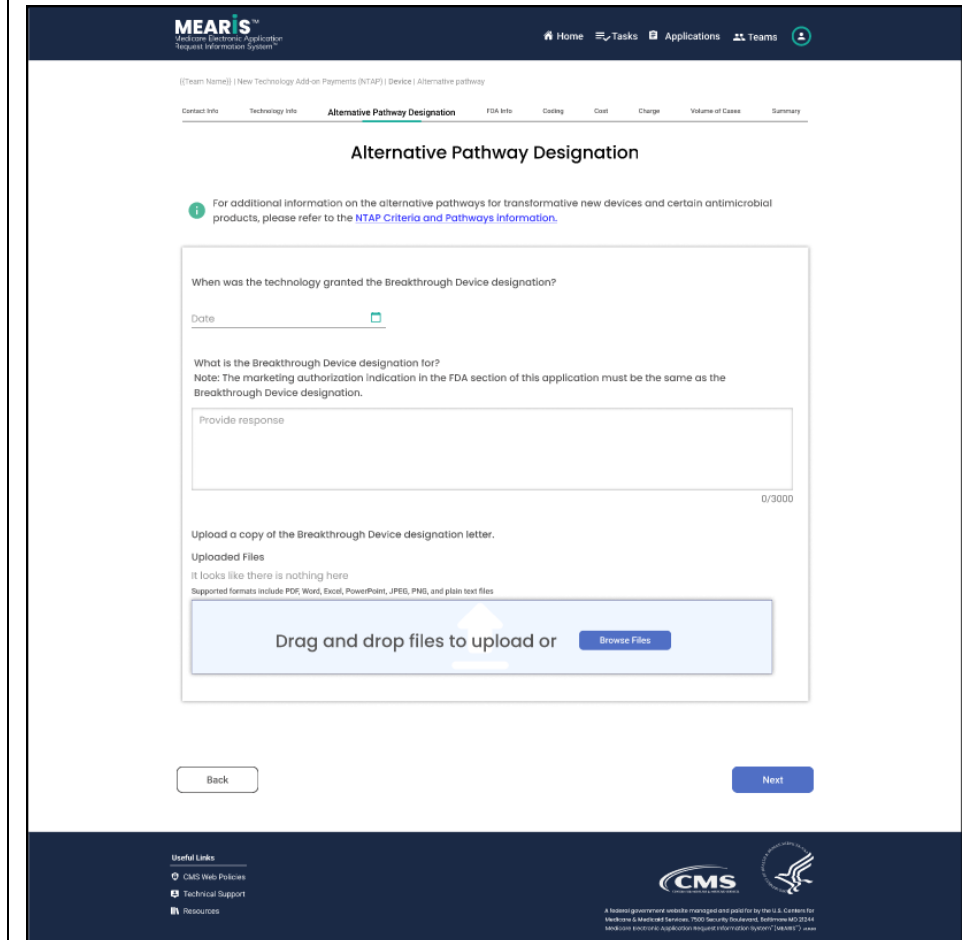 MEARiS™
Medicare Electronic Application
Request Information System™
Home Tasks Applications Teams
{{Team Name}} | New Technology Add-on Payments (NTAP) | Device | Alternative pathway
Contact Info Technology Info Alternative Pathway Designation FDA Info Coding Cost Charge Volume of Cases Summary
Alternative Pathway Designation
For additional information on the alternative pathways for transformative new devices and certain antimicrobial
products, please refer to the NTAP Criteria and Pathways information.
When was the technology granted the Breakthrough Device designation?
Date
What is the Breakthrough Device designation for?
Note: The marketing authorization indication in the FDA section of this application must be the same as the
Breakthrough Device designation.
Provide response
0/3000
Upload a copy of the Breakthrough Device designation letter.
Uploaded Files
It looks like there is nothing here
Supported formats include PDF, Word, Excel, PowerPoint, JPEG, PNG, and plain text files
Drag and drop files to upload or Browse Files
Back Next
Useful Links
CMS Web Policies
Technical Support
Resources
CMS
A federal government website managed and paid for by the U.S. Centers for
Medicare & Medicaid Services. 7500 Security Boulevard, Baltimore MD 21244
Medicare Electronic Application Request Information System™ (MEARIS™)